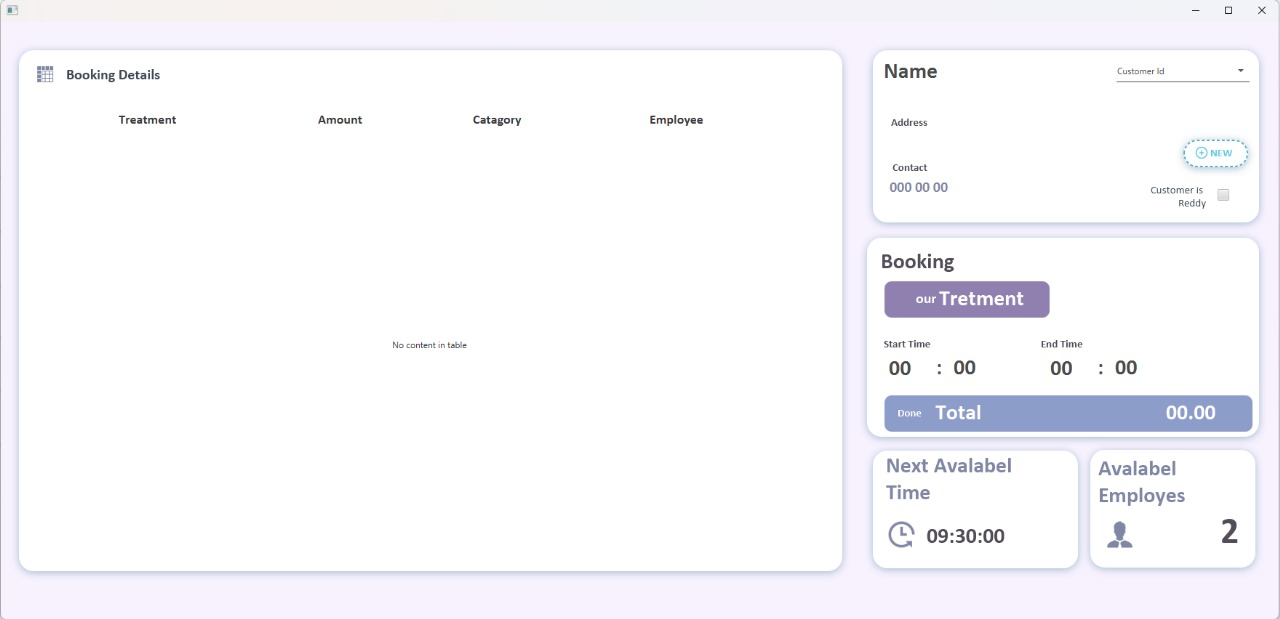 Booking Details
Treatment Amount Catagory Employee
No content in table
Name
Customer Id
Address
NEW
Contact
000 00 00
Customer is
Reddy
Booking
our Tretment
Start Time End Time
00 : 00 00 : 00
Done Total 00.00
Next Avalabel
Time
09:30:00
Avalabel
Employes
2